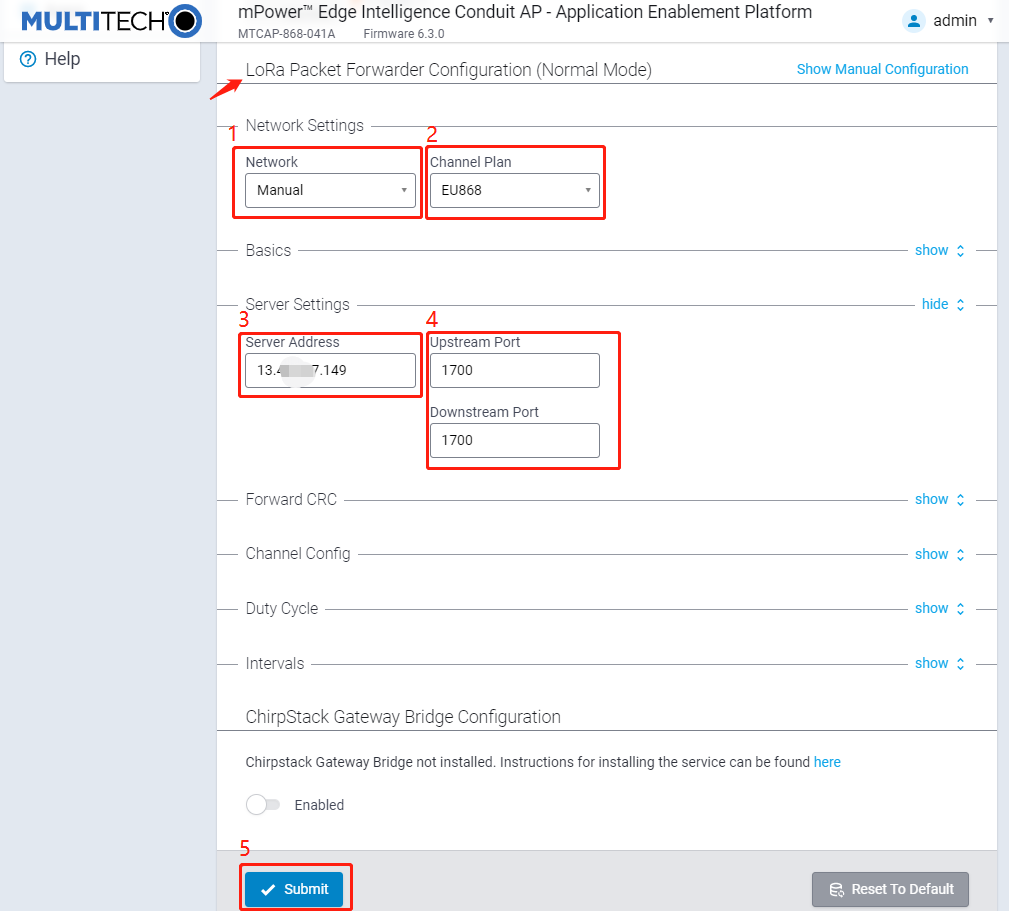 MULTITECH
mPower™ Edge Intelligence Conduit AP - Application Enablement Platform
MTCAP-868-041A Firmware 6.3.0
admin
Help
LoRa Packet Forwarder Configuration (Normal Mode)
Show Manual Configuration
Network Settings
1
2
Network
Channel Plan
Manual
EU868
Basics
show
Server Settings
hide
3
4
Server Address
Upstream Port
13.
7.149
1700
Downstream Port
1700
Forward CRC
show
Channel Config
show
Duty Cycle
show
Intervals
show
ChirpStack Gateway Bridge Configuration
Chirpstack Gateway Bridge not installed. Instructions for installing the service can be found here
Enabled
5
Submit
Reset To Default